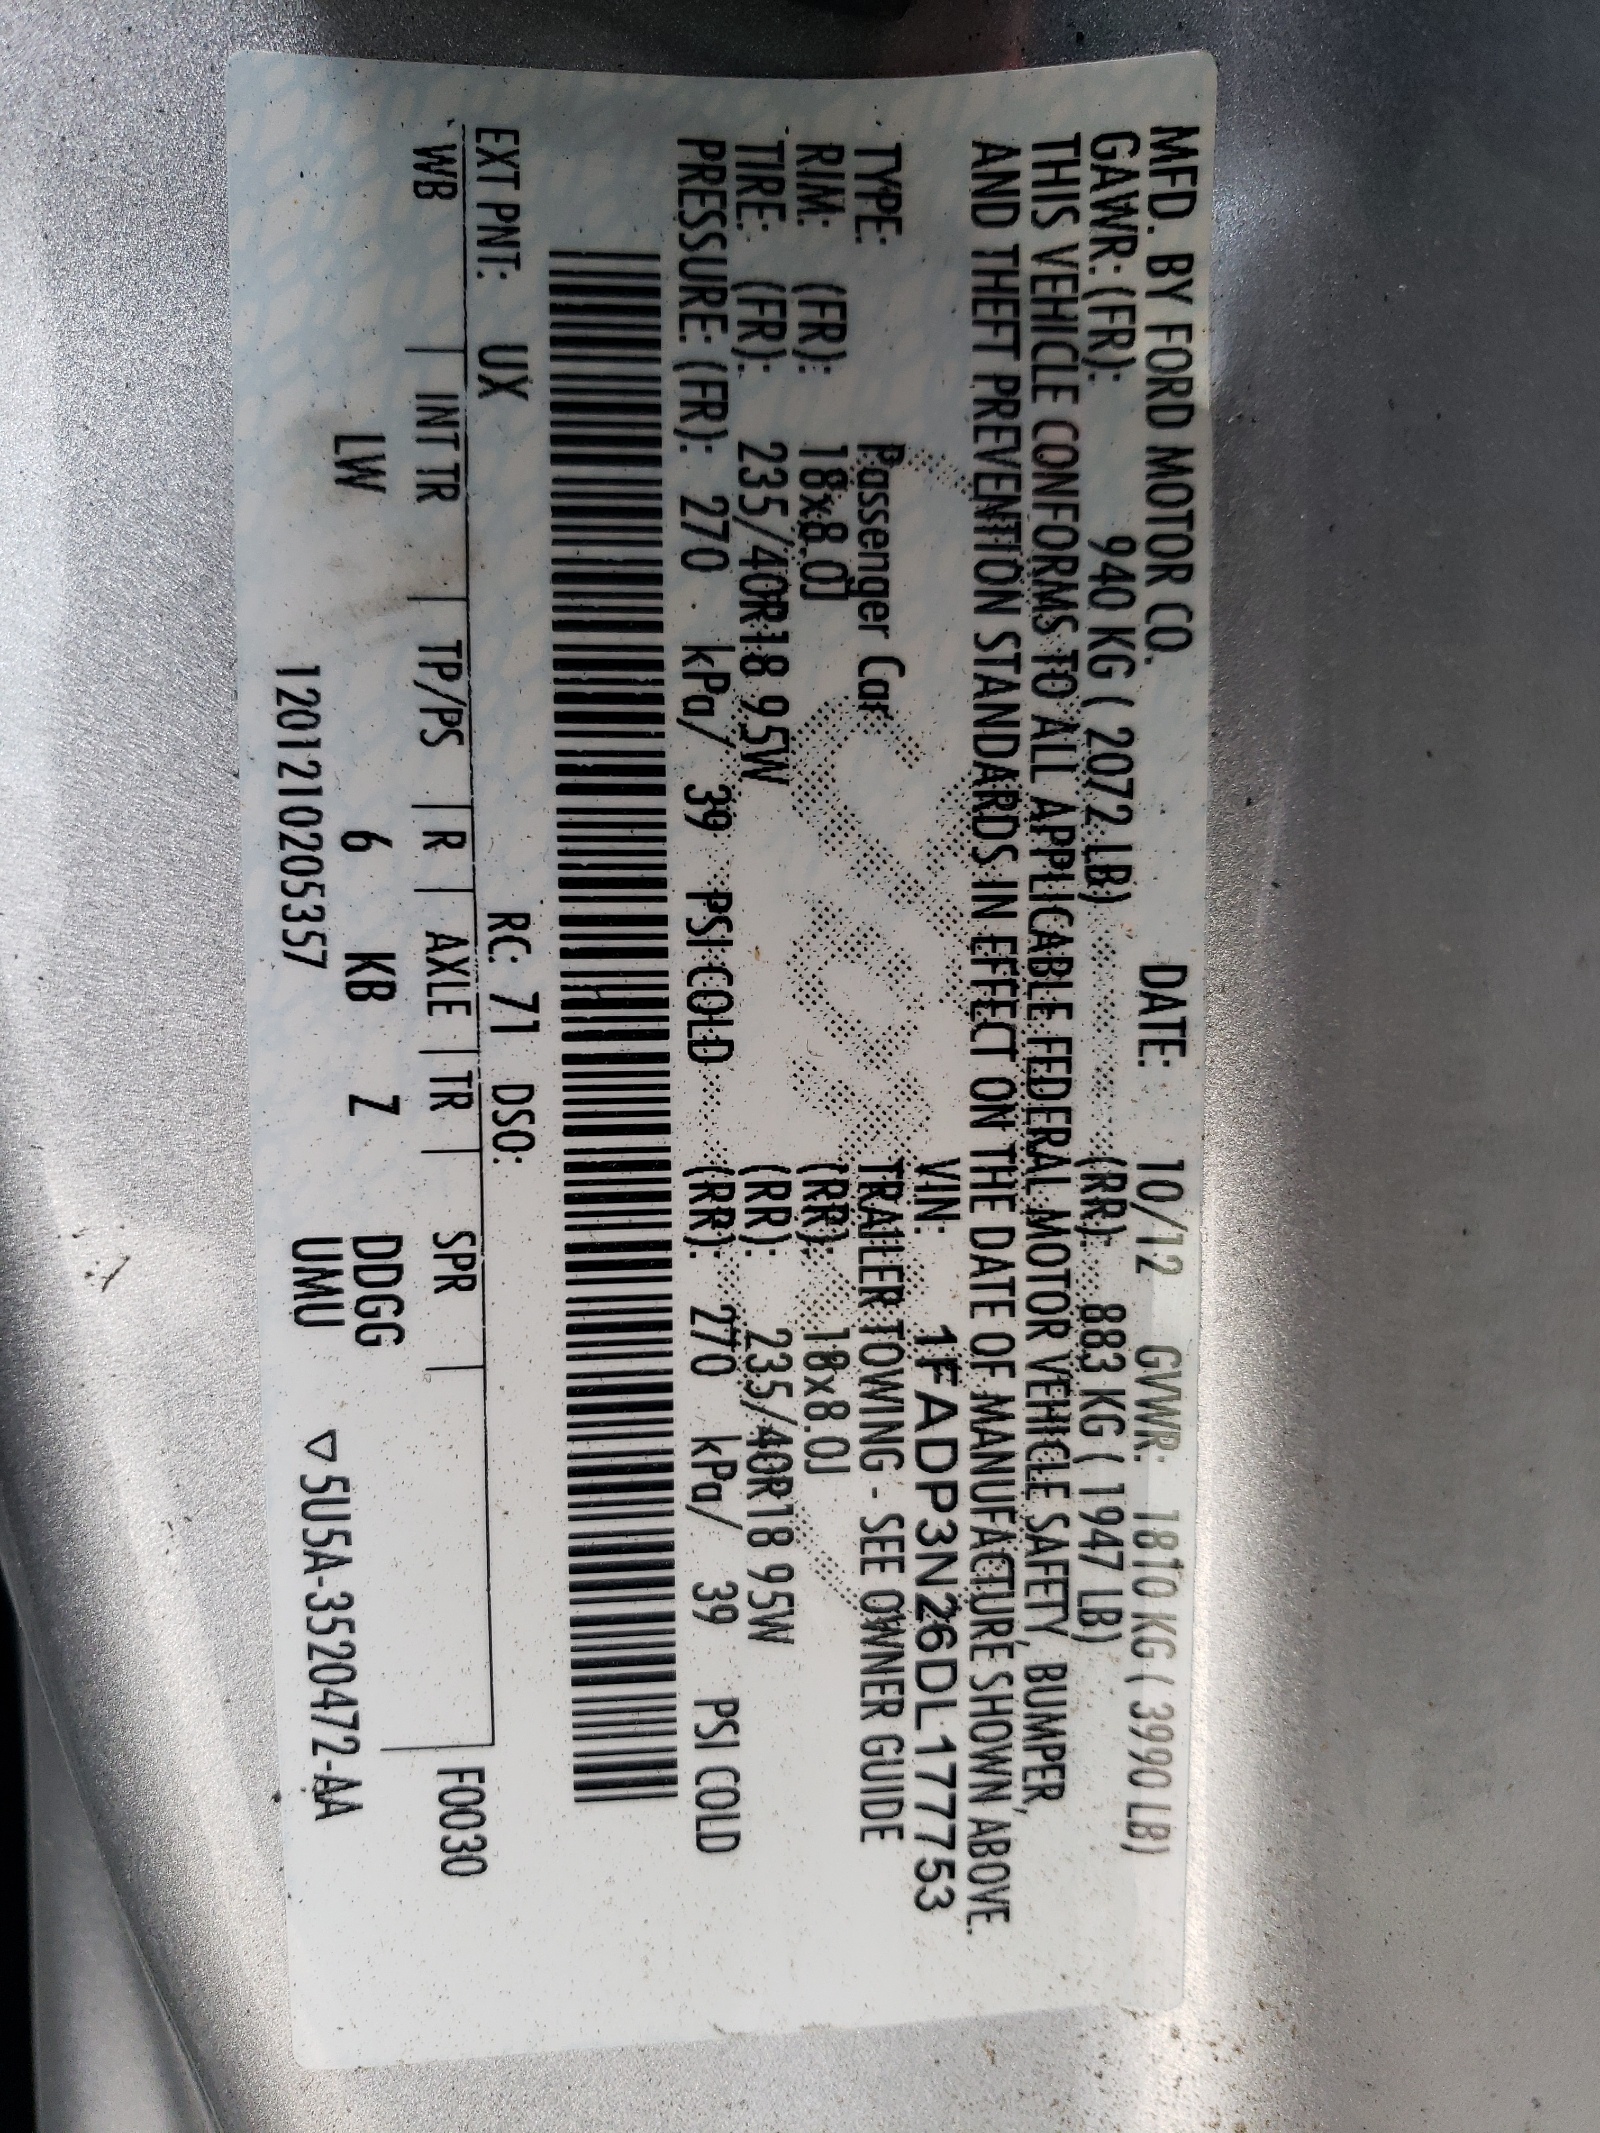 MFD. BY FORD MOTOR CO. DATE: 10/12 GVWR: 1810 KG ( 3990 LB)
GAWR: (FR): 940 KG ( 2072 LB) (RR): 883 KG ( 1947 LB)
THIS VEHICLE CONFORMS TO ALL APPLICABLE FEDERAL MOTOR VEHICLE SAFETY, BUMPER,
AND THEFT PREVENTION STANDARDS IN EFFECT ON THE DATE OF MANUFACTURE SHOWN ABOVE.
VIN: 1FADP3N26DL177753
TYPE: Passenger Car TRAILER TOWING - SEE OWNER GUIDE
RIM: (FR): 18x8.0J (RR): 18x8.0J
TIRE: (FR): 235/40R18 95W (RR): 235/40R18 95W
PRESSURE: (FR): 270 kPa/ 39 PSI COLD (RR): 270 kPa/ 39 PSI COLD
EXT PNT: UX RC: 71 DSO:
WB | INT TR | TP/PS | R | AXLE | TR | SPR | F0030
LW 6 KB Z DDGG
UMU ▽5U5A-3520472-AA
1201210205357